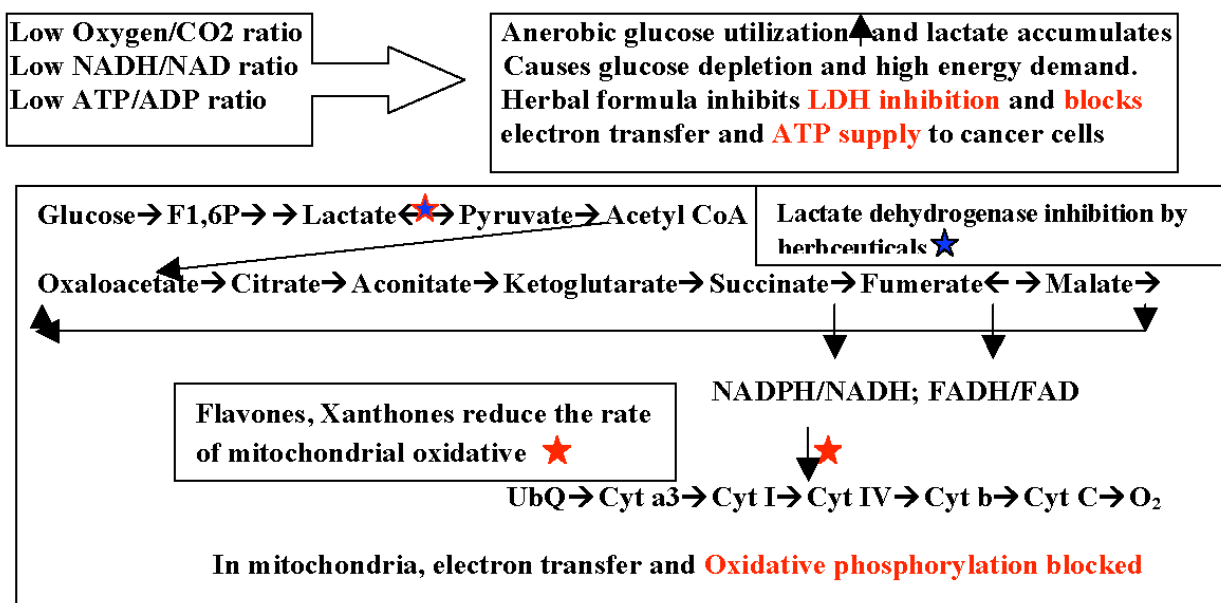 Low Oxygen/CO2 ratio
Low NADH/NAD ratio
Low ATP/ADP ratio
Anerobic glucose utilization and lactate accumulates
Causes glucose depletion and high energy demand.
Herbal formula inhibits LDH inhibition and blocks
electron transfer and ATP supply to cancer cells
Glucose→ F1,6P→ → Lactate ←→ Pyruvate→ Acetyl CoA
Lactate dehydrogenase inhibition by
herbceuticals
Oxaloacetate→Citrate→Aconitate→Ketoglutarate→Succinate→Fumerate← →Malate→
NADPH/NADH; FADH/FAD
Flavones, Xanthones reduce the rate
of mitochondrial oxidative
UbQ→Cyt a3→Cyt I→Cyt IV→Cyt b→Cyt C→O₂
In mitochondria, electron transfer and Oxidative phosphorylation blocked